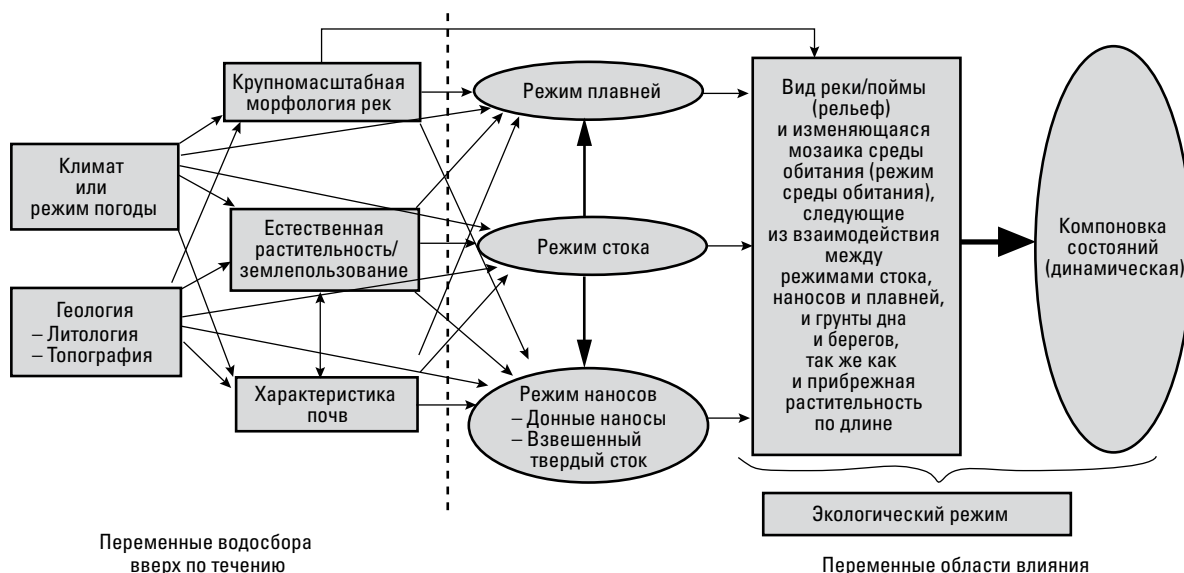 Крупномасштабная
морфология рек
Климат
или
режим погоды
Естественная
растительность/
землепользование
Геология
– Литология
– Топография
Характеристика
почв
Режим плавней
Режим стока
Режим наносов
– Донные наносы
– Взвешенный
твердый сток
Вид реки/поймы
(рельеф)
и изменяющаяся
мозаика среды
обитания (режим
среды обитания),
следующие
из взаимодействия
между
режимами стока,
наносов и плавней,
и грунты дна
и берегов,
так же как
и прибрежная
растительность
по длине
Компоновка
состояний
(динамическая)
Экологический режим
Переменные водосбора
вверх по течению
Переменные области влияния